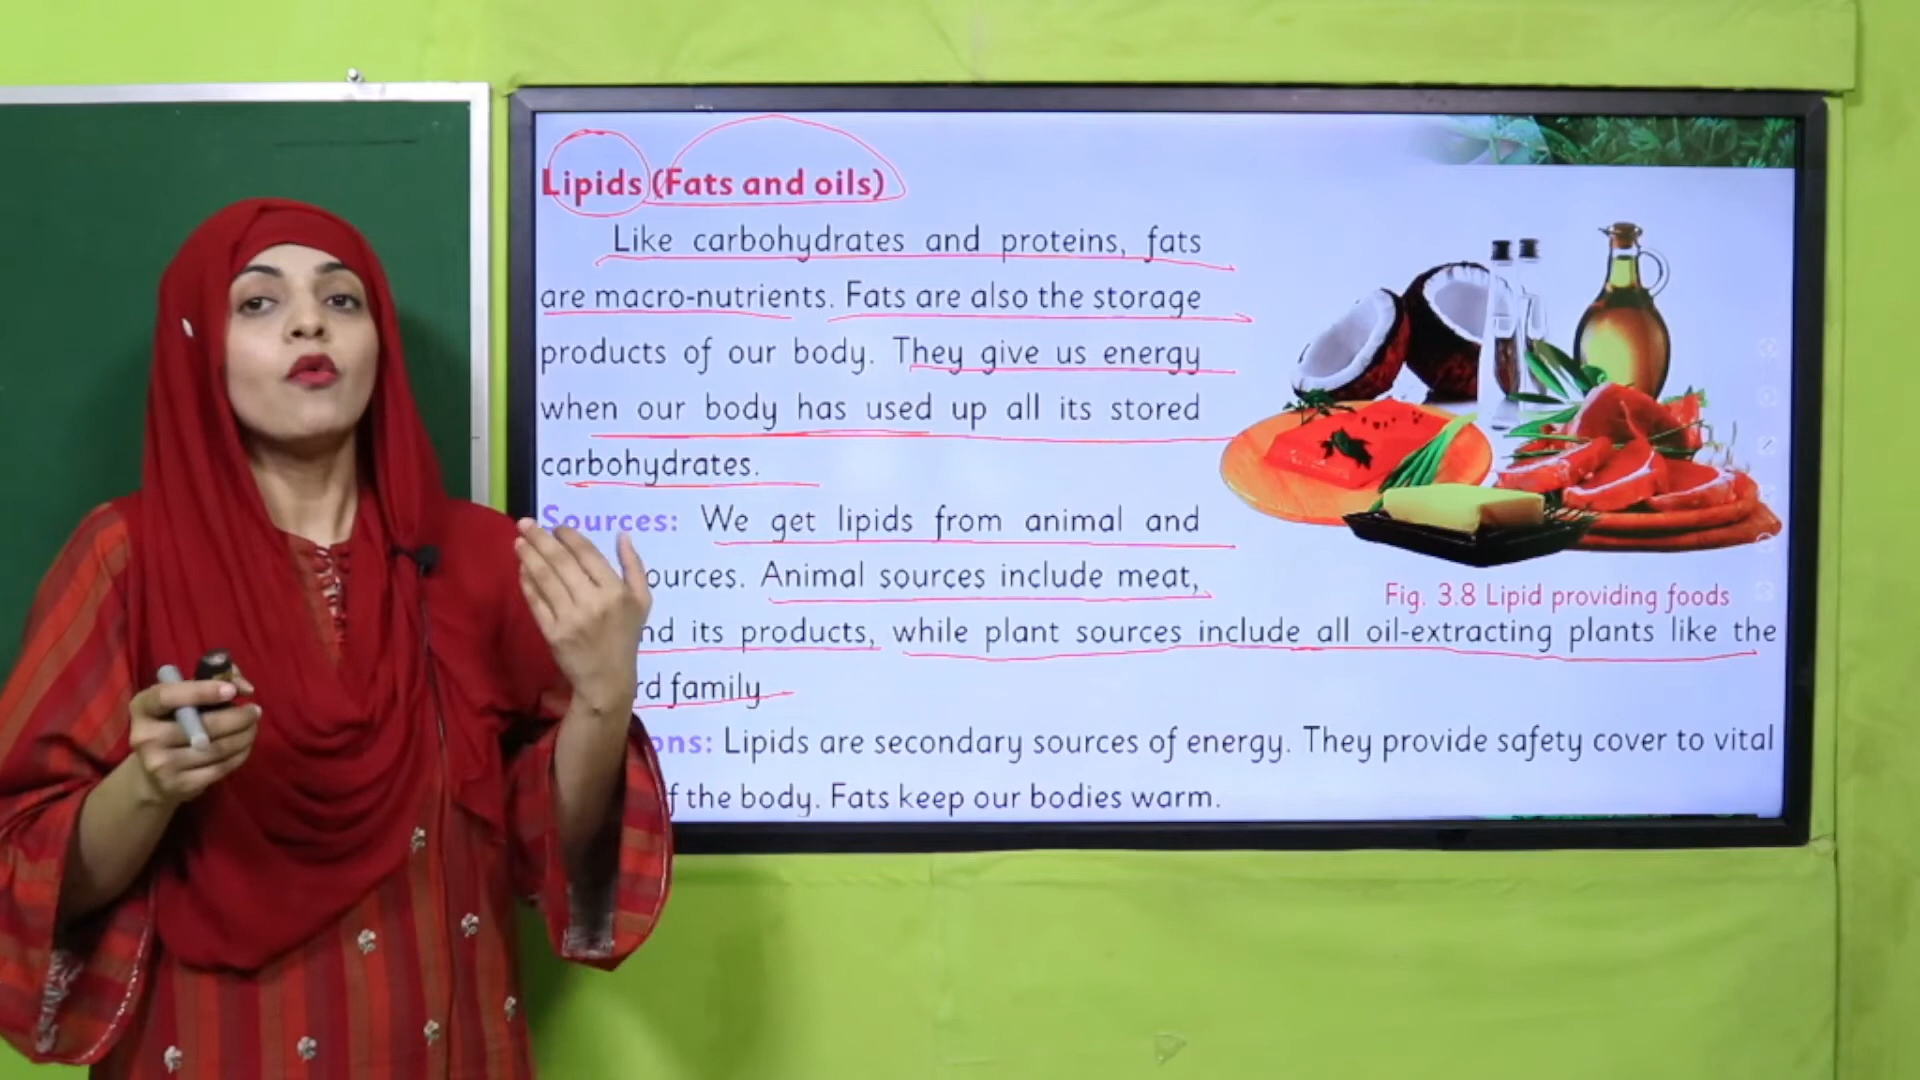 Lipids (Fats and oils)
Like carbohydrates and proteins, fats
are macro-nutrients. Fats are also the storage
products of our body. They give us energy
when our body has used up all its stored
carbohydrates.
Sources: We get lipids from animal and
ources. Animal sources include meat,
nd its products, while plant sources include all oil-extracting plants like the
rd family
ons: Lipids are secondary sources of energy. They provide safety cover to vital
f the body. Fats keep our bodies warm.
Fig. 3.8 Lipid providing foods